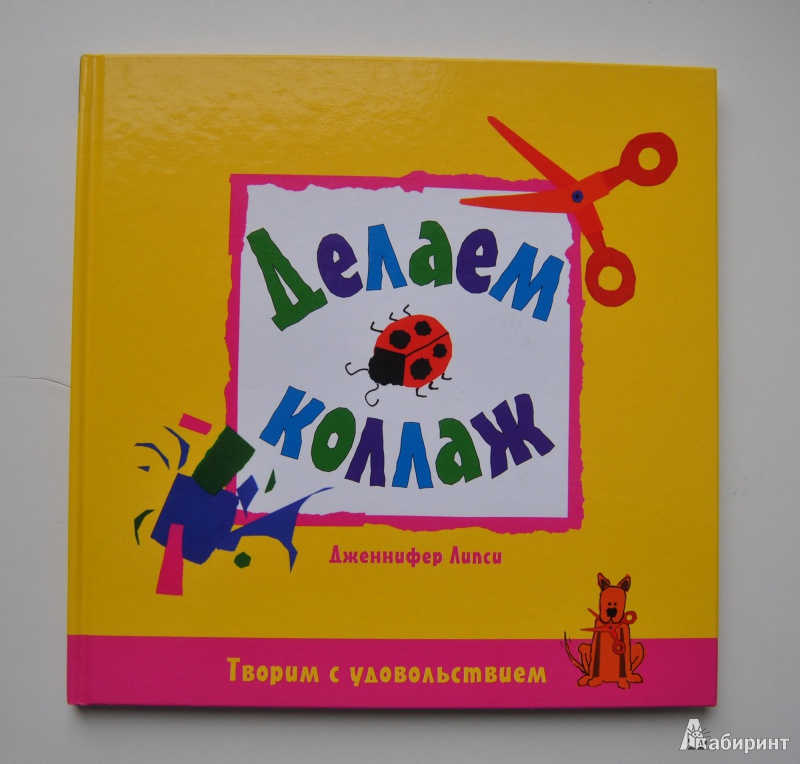 Делаем
коллаж
Дженнифер Липси
Творим с удовольствием
Лабиринт